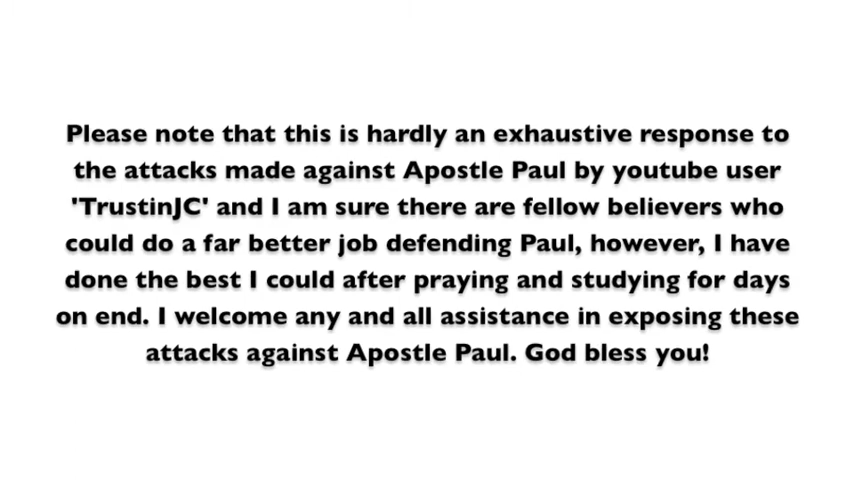 Please note that this is hardly an exhaustive response to
the attacks made against Apostle Paul by youtube user
'TrustinJC' and I am sure there are fellow believers who
could do a far better job defending Paul, however, I have
done the best I could after praying and studying for days
on end. I welcome any and all assistance in exposing these
attacks against Apostle Paul. God bless you!